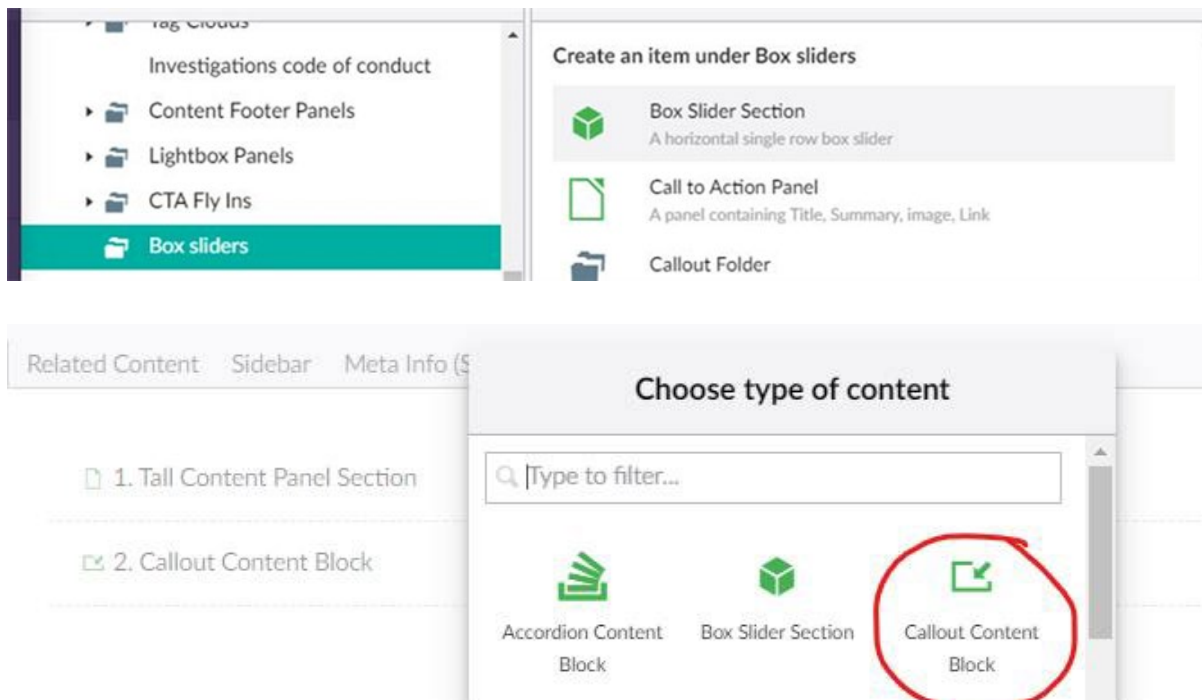 Tag Clouds
Investigations code of conduct
Content Footer Panels
Lightbox Panels
CTA Fly Ins
Box sliders
Create an item under Box sliders
Box Slider Section
A horizontal single row box slider
Call to Action Panel
A panel containing Title, Summary, image, Link
Callout Folder
Related Content Sidebar Meta Info (S
1. Tall Content Panel Section
2. Callout Content Block
Choose type of content
Type to filter...
Accordion Content
Block
Box Slider Section
Callout Content
Block